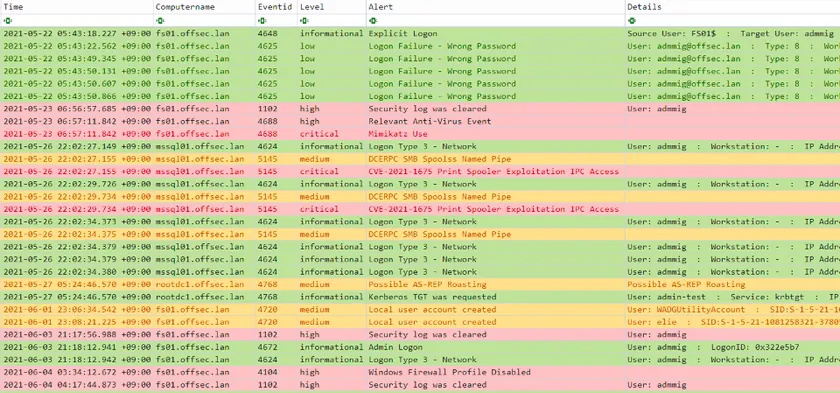 Time Computername Eventid Level Alert Details
2021-05-22 05:43:18.227 +09:00 fs01.offsec.lan 4648 informational Explicit Logon Source User: FS01$ : Target User: admmig
2021-05-22 05:43:22.562 +09:00 fs01.offsec.lan 4625 low Logon Failure - Wrong Password User: admmig@offsec.lan : Type: 8 : Wor
2021-05-22 05:43:49.345 +09:00 fs01.offsec.lan 4625 low Logon Failure - Wrong Password User: admmig@offsec.lan : Type: 8 : Wor
2021-05-22 05:43:50.131 +09:00 fs01.offsec.lan 4625 low Logon Failure - Wrong Password User: admmig@offsec.lan : Type: 8 : Wor
2021-05-22 05:43:50.607 +09:00 fs01.offsec.lan 4625 low Logon Failure - Wrong Password User: admmig@offsec.lan : Type: 8 : Wor
2021-05-22 05:43:50.866 +09:00 fs01.offsec.lan 4625 low Logon Failure - Wrong Password User: admmig@offsec.lan : Type: 8 : Wor
2021-05-23 06:56:57.685 +09:00 fs01.offsec.lan 1102 high Security log was cleared User: admmig
2021-05-23 06:57:11.842 +09:00 fs01.offsec.lan 4688 high Relevant Anti-Virus Event
2021-05-23 06:57:11.842 +09:00 fs01.offsec.lan 4688 critical Mimikatz Use
2021-05-26 22:02:27.149 +09:00 mssql01.offsec.lan 4624 informational Logon Type 3 - Network User: admmig : Workstation: - : IP Addr
2021-05-26 22:02:27.155 +09:00 mssql01.offsec.lan 5145 medium DCERPC SMB Spoolss Named Pipe
2021-05-26 22:02:27.155 +09:00 mssql01.offsec.lan 5145 critical CVE-2021-1675 Print Spooler Exploitation IPC Access
2021-05-26 22:02:29.726 +09:00 mssql01.offsec.lan 4624 informational Logon Type 3 - Network User: admmig : Workstation: - : IP Addr
2021-05-26 22:02:29.734 +09:00 mssql01.offsec.lan 5145 medium DCERPC SMB Spoolss Named Pipe
2021-05-26 22:02:29.734 +09:00 mssql01.offsec.lan 5145 critical CVE-2021-1675 Print Spooler Exploitation IPC Access
2021-05-26 22:02:34.373 +09:00 mssql01.offsec.lan 4624 informational Logon Type 3 - Network User: admmig : Workstation: - : IP Addr
2021-05-26 22:02:34.375 +09:00 mssql01.offsec.lan 5145 medium DCERPC SMB Spoolss Named Pipe
2021-05-26 22:02:34.379 +09:00 mssql01.offsec.lan 4624 informational Logon Type 3 - Network User: admmig : Workstation: - : IP Addr
2021-05-26 22:02:34.379 +09:00 mssql01.offsec.lan 4624 informational Logon Type 3 - Network User: admmig : Workstation: - : IP Addr
2021-05-26 22:02:34.380 +09:00 mssql01.offsec.lan 4624 informational Logon Type 3 - Network User: admmig : Workstation: - : IP Addr
2021-05-27 05:24:46.570 +09:00 rootdc1.offsec.lan 4768 medium Possible AS-REP Roasting Possible AS-REP Roasting
2021-05-27 05:24:46.570 +09:00 rootdc1.offsec.lan 4768 informational Kerberos TGT was requested User: admin-test : Service: krbtgt : IP
2021-06-01 23:06:34.542 +09:00 fs01.offsec.lan 4720 medium Local user account created User: WADGUtilityAccount : SID:S-1-5-21-10
2021-06-01 23:08:21.225 +09:00 fs01.offsec.lan 4720 medium Local user account created User: elie : SID:S-1-5-21-1081258321-3780
2021-06-03 21:17:56.988 +09:00 fs01.offsec.lan 1102 high Security log was cleared User: admmig
2021-06-03 21:18:12.941 +09:00 fs01.offsec.lan 4672 informational Admin Logon User: admmig : LogonID: 0x322e5b7
2021-06-03 21:18:12.942 +09:00 fs01.offsec.lan 4624 informational Logon Type 3 - Network User: admmig : Workstation: - : IP Addr
2021-06-04 03:34:12.672 +09:00 fs01.offsec.lan 4104 high Windows Firewall Profile Disabled
2021-06-04 04:17:44.873 +09:00 fs01.offsec.lan 1102 high Security log was cleared User: admmig